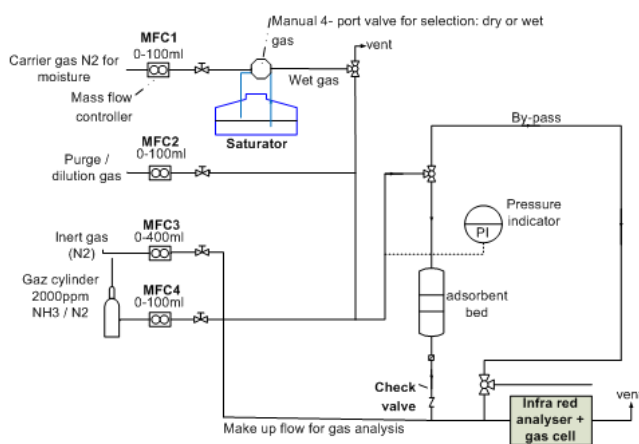 Manual 4- port valve for selection: dry or wet
gas
MFC1
0-100ml
vent
Carrier gas N2 for
moisture
Wet gas
Mass flow
controller
Saturator
By-pass
MFC2
0-100ml
Purge /
dilution gas
Pressure
indicator
PI
MFC3
0-400ml
Inert gas
(N2)
Gaz cylinder
2000ppm
NH3 / N2
MFC4
0-100ml
adsorbent
bed
Check
valve
Infra red
analyser +
gas cell
vent
Make up flow for gas analysis